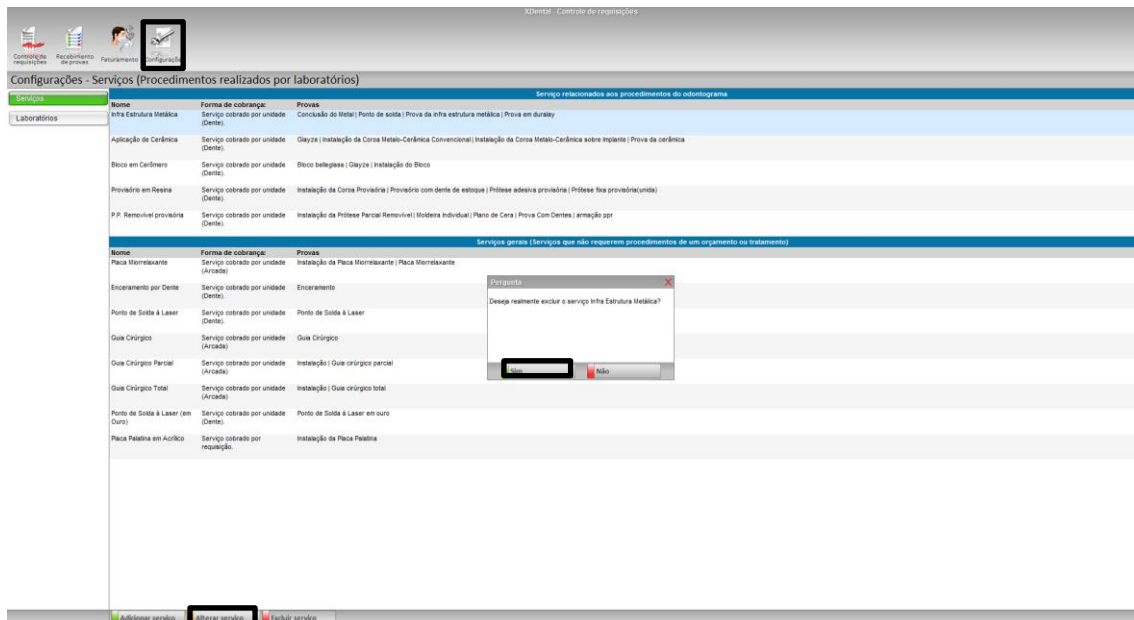 XDental - Controle de requisições
Controle de requisições
Recebimento de provas
Faturamento
Configuração
Configurações - Serviços (Procedimentos realizados por laboratórios)
Serviços
Laboratórios
Serviço relacionados aos procedimentos do odontograma
Nome Forma de cobrança: Provas
Infra Estrutura Metálica Serviço cobrado por unidade (Dente). Conclusão do Metal | Ponto de solda | Prova da infra estrutura metálica | Prova em duralay
Aplicação de Cerâmica Serviço cobrado por unidade (Dente). Glayze | Instalação da Coroa Metalo-Cerâmica Convencional | Instalação da Coroa Metalo-Cerâmica sobre Implante | Prova da cerâmica
Bloco em Cerômero Serviço cobrado por unidade (Dente). Bloco belleglass | Glayze | Instalação do Bloco
Provisório em Resina Serviço cobrado por unidade (Dente). Instalação da Coroa Provisória | Provisório com dente de estoque | Prótese adesiva provisória | Prótese fixa provisória(unida)
P.P. Removível provisória Serviço cobrado por unidade (Dente). Instalação da Prótese Parcial Removível | Moldeira Individual | Plano de Cera | Prova Com Dentes | armação ppr
Serviços gerais (Serviços que não requerem procedimentos de um orçamento ou tratamento)
Nome Forma de cobrança: Provas
Placa Miorrelaxante Serviço cobrado por unidade (Arcada) Instalação da Placa Miorrelaxante | Placa Miorrelaxante
Enceramento por Dente Serviço cobrado por unidade (Dente). Enceramento
Ponto de Solda à Laser Serviço cobrado por unidade (Dente). Ponto de Solda à Laser
Guia Cirúrgico Serviço cobrado por unidade (Arcada) Guia Cirúrgico
Guia Cirúrgico Parcial Serviço cobrado por unidade (Arcada) Instalação | Guia cirúrgico parcial
Guia Cirúrgico Total Serviço cobrado por unidade (Arcada) Instalação | Guia cirúrgico total
Ponto de Solda à Laser (em Ouro) Serviço cobrado por unidade (Dente). Ponto de Solda à Laser em ouro
Placa Palatina em Acrílico Serviço cobrado por requisição. Instalação da Placa Palatina
Pergunta
Deseja realmente excluir o serviço Infra Estrutura Metálica?
Sim Não
Adicionar serviço Alterar serviço Excluir serviço